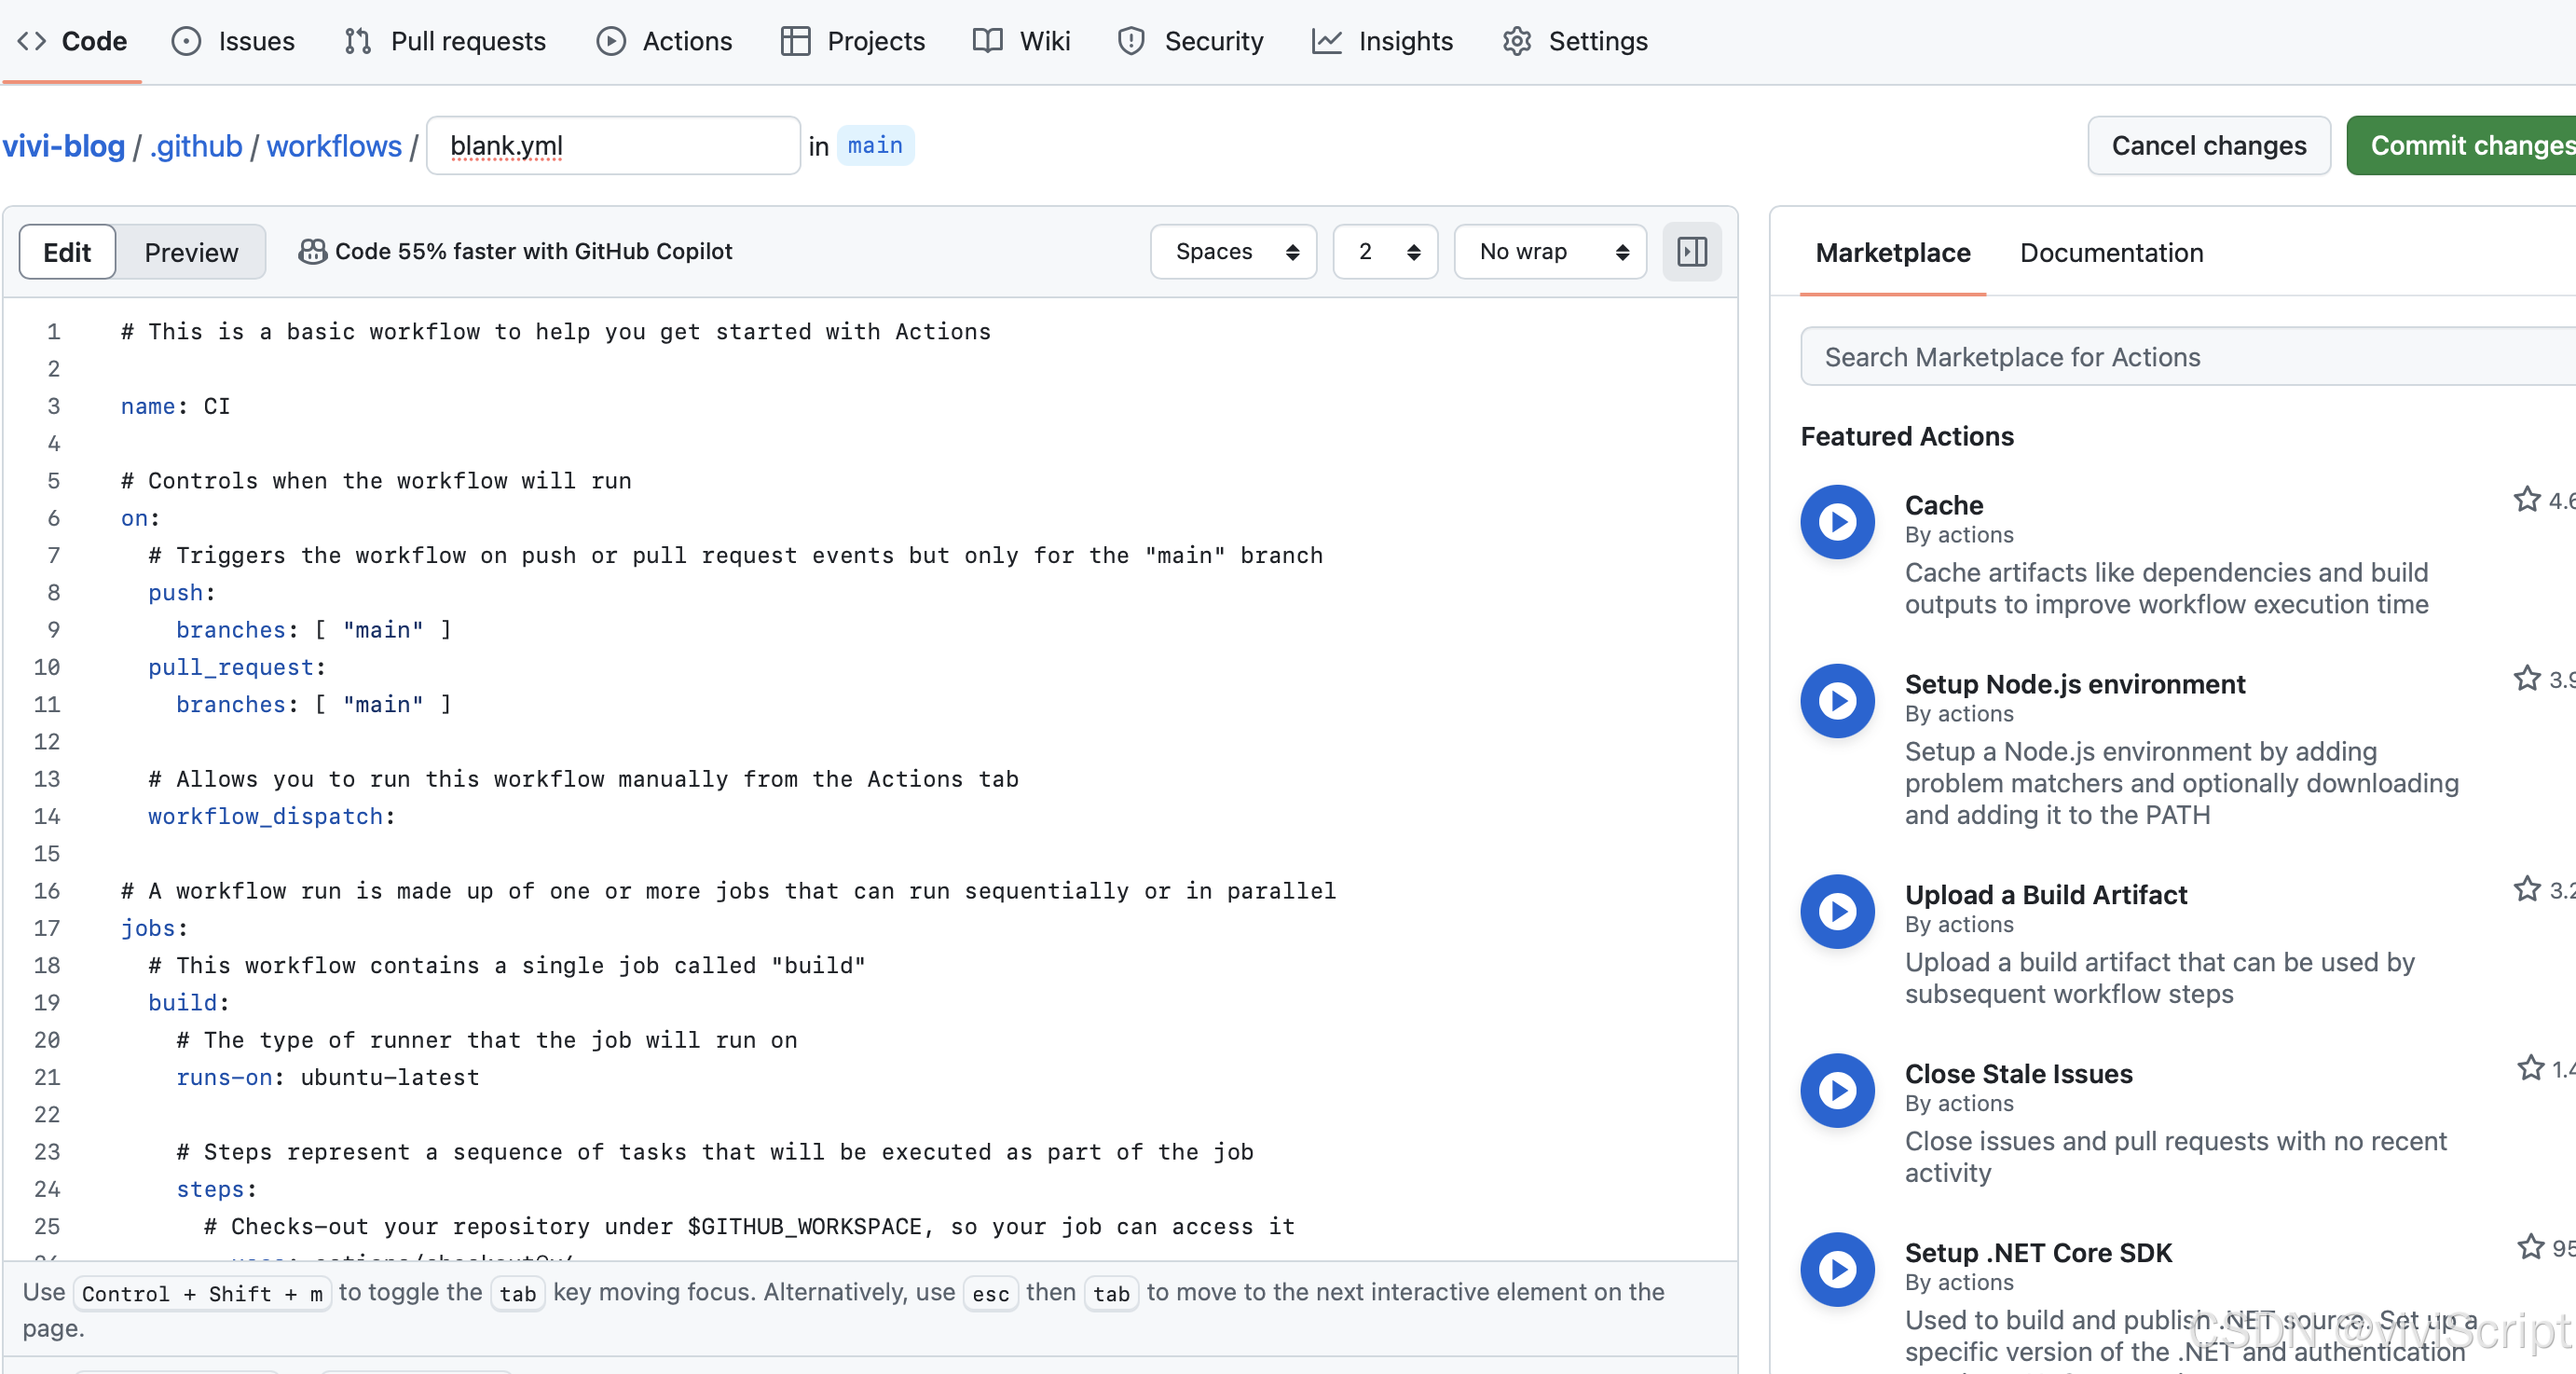 Code Issues Pull requests Actions Projects Wiki Security Insights Settings
vivi-blog / .github / workflows / blank.yml in main Cancel changes Commit changes
Edit Preview Code 55% faster with GitHub Copilot Spaces 2 No wrap
1 # This is a basic workflow to help you get started with Actions
2
3 name: CI
4
5 # Controls when the workflow will run
6 on:
7 # Triggers the workflow on push or pull request events but only for the "main" branch
8 push:
9 branches: [ "main" ]
10 pull_request:
11 branches: [ "main" ]
12
13 # Allows you to run this workflow manually from the Actions tab
14 workflow_dispatch:
15
16 # A workflow run is made up of one or more jobs that can run sequentially or in parallel
17 jobs:
18 # This workflow contains a single job called "build"
19 build:
20 # The type of runner that the job will run on
21 runs-on: ubuntu-latest
22
23 # Steps represent a sequence of tasks that will be executed as part of the job
24 steps:
25 # Checks-out your repository under $GITHUB_WORKSPACE, so your job can access it
Use Control + Shift + m to toggle the tab key moving focus. Alternatively, use esc then tab to move to the next interactive element on the
page.
Marketplace Documentation
Search Marketplace for Actions
Featured Actions
Cache
By actions
Cache artifacts like dependencies and build
outputs to improve workflow execution time
4.6
Setup Node.js environment
By actions
Setup a Node.js environment by adding
problem matchers and optionally downloading
and adding it to the PATH
3.9
Upload a Build Artifact
By actions
Upload a build artifact that can be used by
subsequent workflow steps
3.2
Close Stale Issues
By actions
Close issues and pull requests with no recent
activity
1.4
Setup .NET Core SDK
By actions
Used to build and publish .NET source. Set up a
specific version of the .NET and authentication
95
CSDN @viviScript